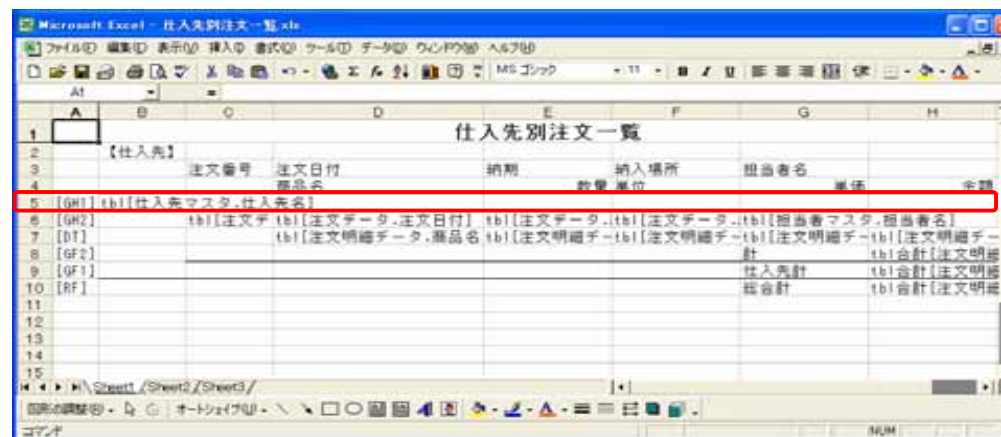 Microsoft Excel - 仕入先別注文一覧.xls
ファイル(F) 編集(E) 表示(V) 挿入(I) 書式(O) ツール(T) データ(D) ウィンドウ(W) ヘルプ(H)
MS ゴシック 11 B I U
A1 =
A B C D E F G H
1 仕入先別注文一覧
2 【仕入先】
3 注文番号 注文日付 納期 納入場所 担当者名
4 商品名 数量 単位 単価 金額
5 [GH1] tbl[仕入先マスタ.仕入先名]
6 [GH2] tbl[注文デ tbl[注文データ.注文日付] tbl[注文データ. tbl[注文データ. tbl[担当者マスタ.担当者名]
7 [DT] tbl[注文明細データ.商品名 tbl[注文明細デー tbl[注文明細デー tbl[注文明細デー tbl[注文明細デー
8 [GF2] 計 tbl合計[注文明細
9 [GF1] 仕入先計 tbl合計[注文明細
10 [RF] 総合計 tbl合計[注文明細
11
12
13
14
15
Sheet1 / Sheet2 / Sheet3 /
図形の調整(R) オートシェイプ(U)
コマンド NUM